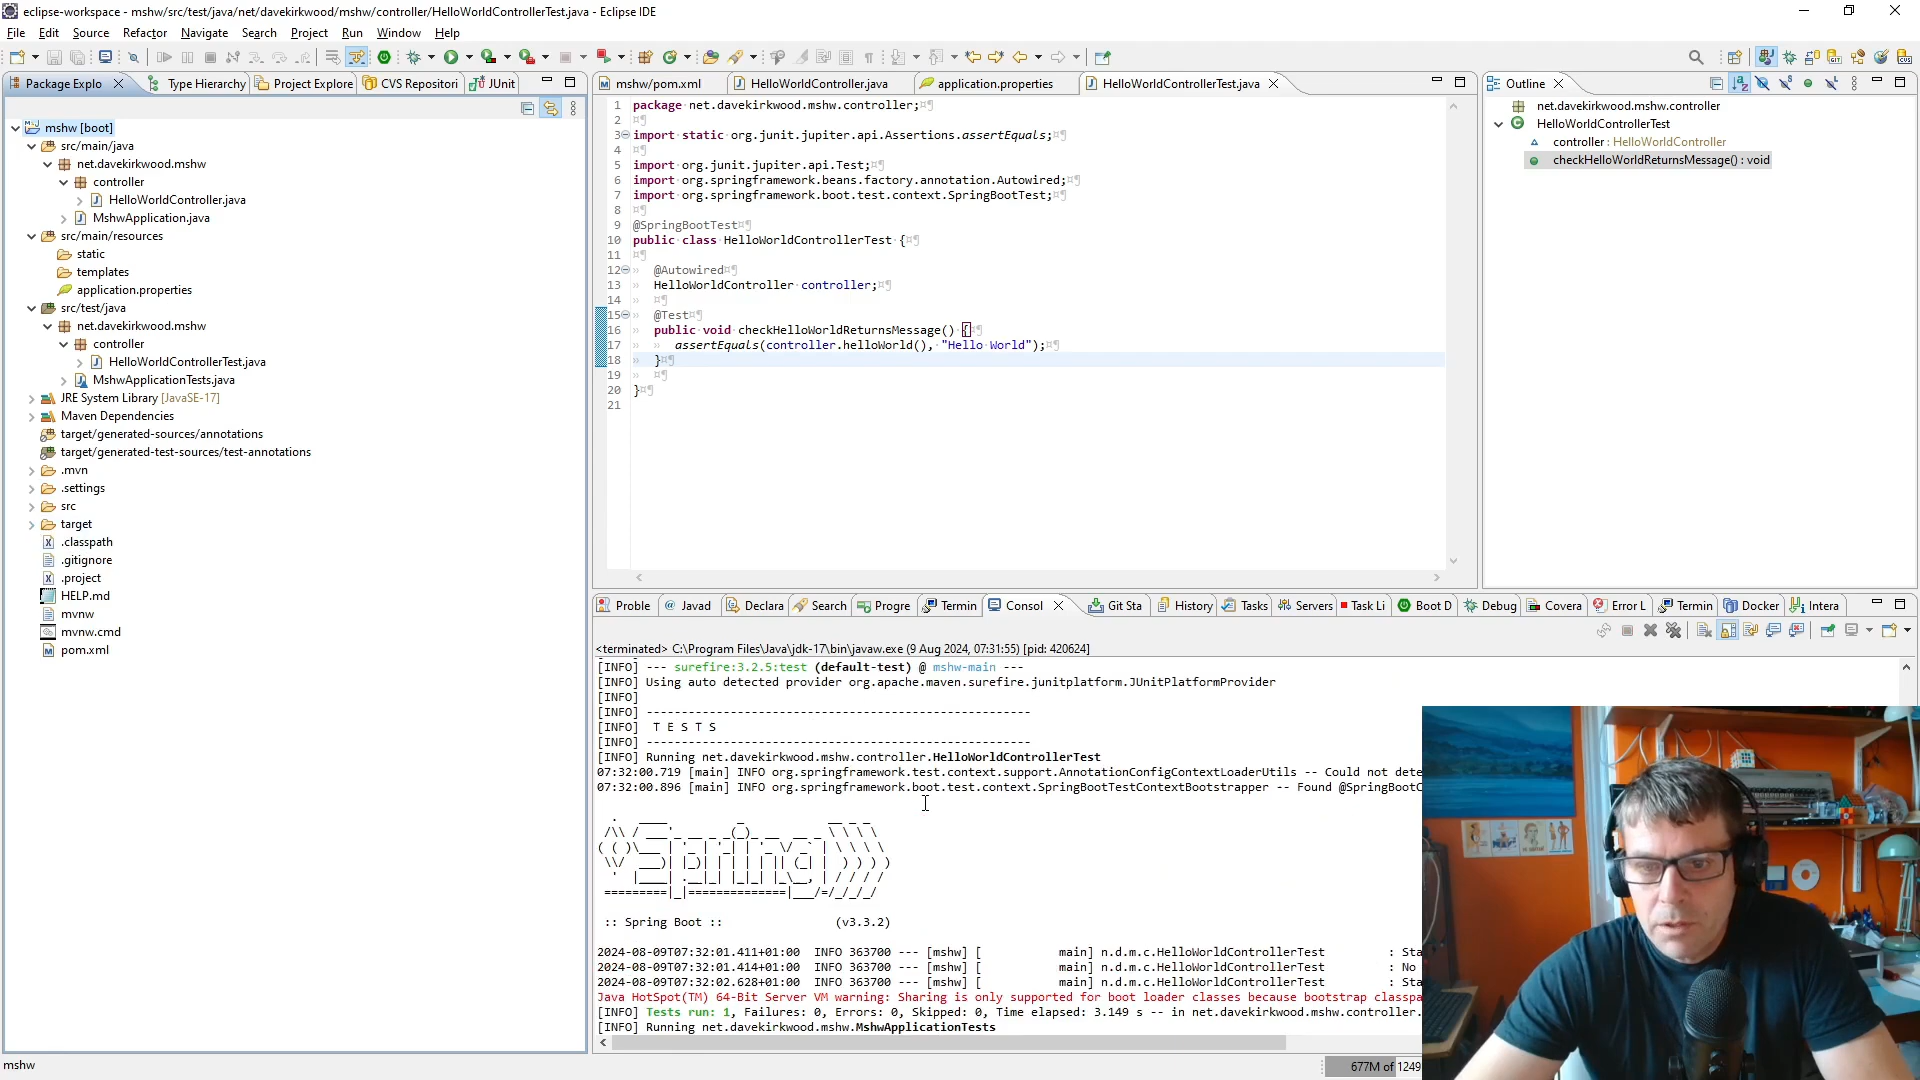 eclipse-workspace - mshw/src/test/java/net/davekirkwood/mshw/controller/HelloWorldControllerTest.java - Eclipse IDE
File Edit Source Refactor Navigate Search Project Run Window Help
Package Explo Type Hierarchy Project Explorer CVS Repositori JUnit
mshw [boot]
src/main/java
net.davekirkwood.mshw
controller
HelloWorldController.java
MshwApplication.java
src/main/resources
static
templates
application.properties
src/test/java
net.davekirkwood.mshw
controller
HelloWorldControllerTest.java
MshwApplicationTests.java
JRE System Library [JavaSE-17]
Maven Dependencies
target/generated-sources/annotations
target/generated-test-sources/test-annotations
.mvn
.settings
src
target
.classpath
.gitignore
.project
HELP.md
mvnw
mvnw.cmd
pom.xml
mshw
mshw/pom.xml HelloWorldController.java application.properties HelloWorldControllerTest.java
1 package net.davekirkwood.mshw.controller;
2
3 import static org.junit.jupiter.api.Assertions.assertEquals;
4
5 import org.junit.jupiter.api.Test;
6 import org.springframework.beans.factory.annotation.Autowired;
7 import org.springframework.boot.test.context.SpringBootTest;
8
9 @SpringBootTest
10 public class HelloWorldControllerTest {
11
12 @Autowired
13 HelloWorldController controller;
14
15 @Test
16 public void checkHelloWorldReturnsMessage() {
17 assertEquals(controller.helloWorld(), "Hello World");
18 }
19
20 }
21
Outline
net.davekirkwood.mshw.controller
HelloWorldControllerTest
controller : HelloWorldController
checkHelloWorldReturnsMessage() : void
Proble Javad Declara Search Progre Termin Consol Git Sta History Tasks Servers Task Li Boot D Debug Covera Error L Termin Docker Intera
<terminated> C:\Program Files\Java\jdk-17\bin\javaw.exe (9 Aug 2024, 07:31:55) [pid: 420624]
[INFO] --- surefire:3.2.5:test (default-test) @ mshw-main ---
[INFO] Using auto detected provider org.apache.maven.surefire.junitplatform.JUnitPlatformProvider
[INFO]
[INFO] -------------------------------------------------------
[INFO] T E S T S
[INFO] -------------------------------------------------------
[INFO] Running net.davekirkwood.mshw.controller.HelloWorldControllerTest
07:32:00.719 [main] INFO org.springframework.test.context.support.AnnotationConfigContextLoaderUtils -- Could not dete
07:32:00.896 [main] INFO org.springframework.boot.test.context.SpringBootTestContextBootstrapper -- Found @SpringBootC
:: Spring Boot :: (v3.3.2)
2024-08-09T07:32:01.411+01:00 INFO 363700 --- [mshw] [ main] n.d.m.c.HelloWorldControllerTest : Sta
2024-08-09T07:32:01.414+01:00 INFO 363700 --- [mshw] [ main] n.d.m.c.HelloWorldControllerTest : No
2024-08-09T07:32:02.628+01:00 INFO 363700 --- [mshw] [ main] n.d.m.c.HelloWorldControllerTest : Sta
Java HotSpot(TM) 64-Bit Server VM warning: Sharing is only supported for boot loader classes because bootstrap classpa
[INFO] Tests run: 1, Failures: 0, Errors: 0, Skipped: 0, Time elapsed: 3.149 s -- in net.davekirkwood.mshw.controller.
[INFO] Running net.davekirkwood.mshw.MshwApplicationTests
677M of 1249